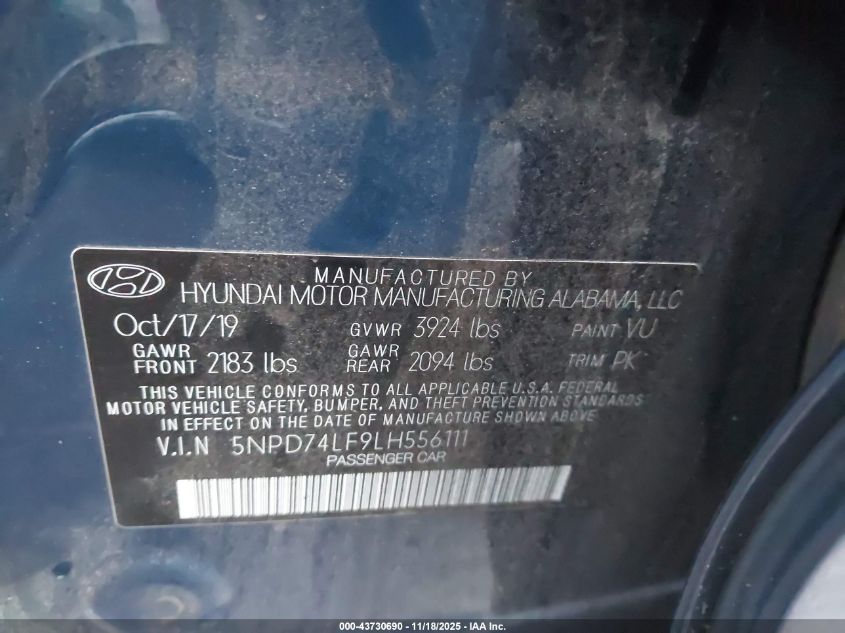 MANUFACTURED BY
HYUNDAI MOTOR MANUFACTURING ALABAMA, LLC
Oct/17/19 GVWR 3924 lbs PAINT VU
GAWR FRONT 2183 lbs GAWR REAR 2094 lbs TRIM PK
THIS VEHICLE CONFORMS TO ALL APPLICABLE U.S.A. FEDERAL
MOTOR VEHICLE SAFETY, BUMPER, AND THEFT PREVENTION STANDARDS
IN EFFECT ON THE DATE OF MANUFACTURE SHOWN ABOVE
V.I.N 5NPD74LF9LH556111
PASSENGER CAR
000-43730690 - 11/18/2025 - IAA Inc.